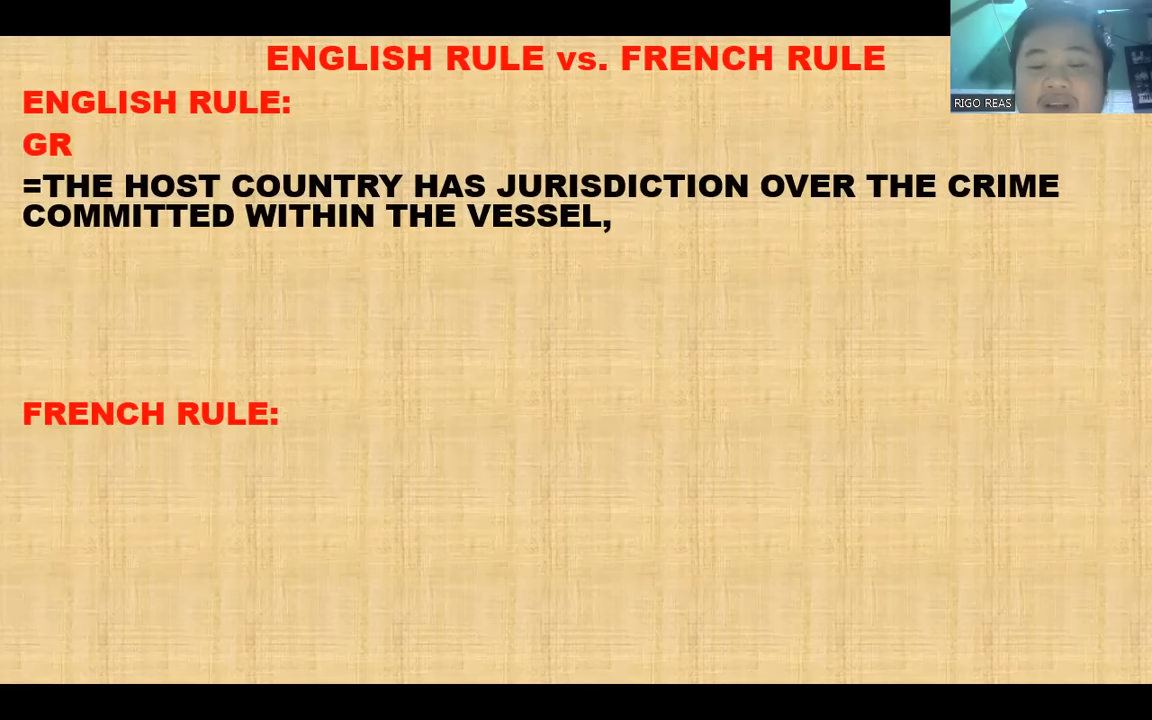 ENGLISH RULE vs. FRENCH RULE
RIGO REAS
ENGLISH RULE:
GR
=THE HOST COUNTRY HAS JURISDICTION OVER THE CRIME
COMMITTED WITHIN THE VESSEL,
FRENCH RULE: